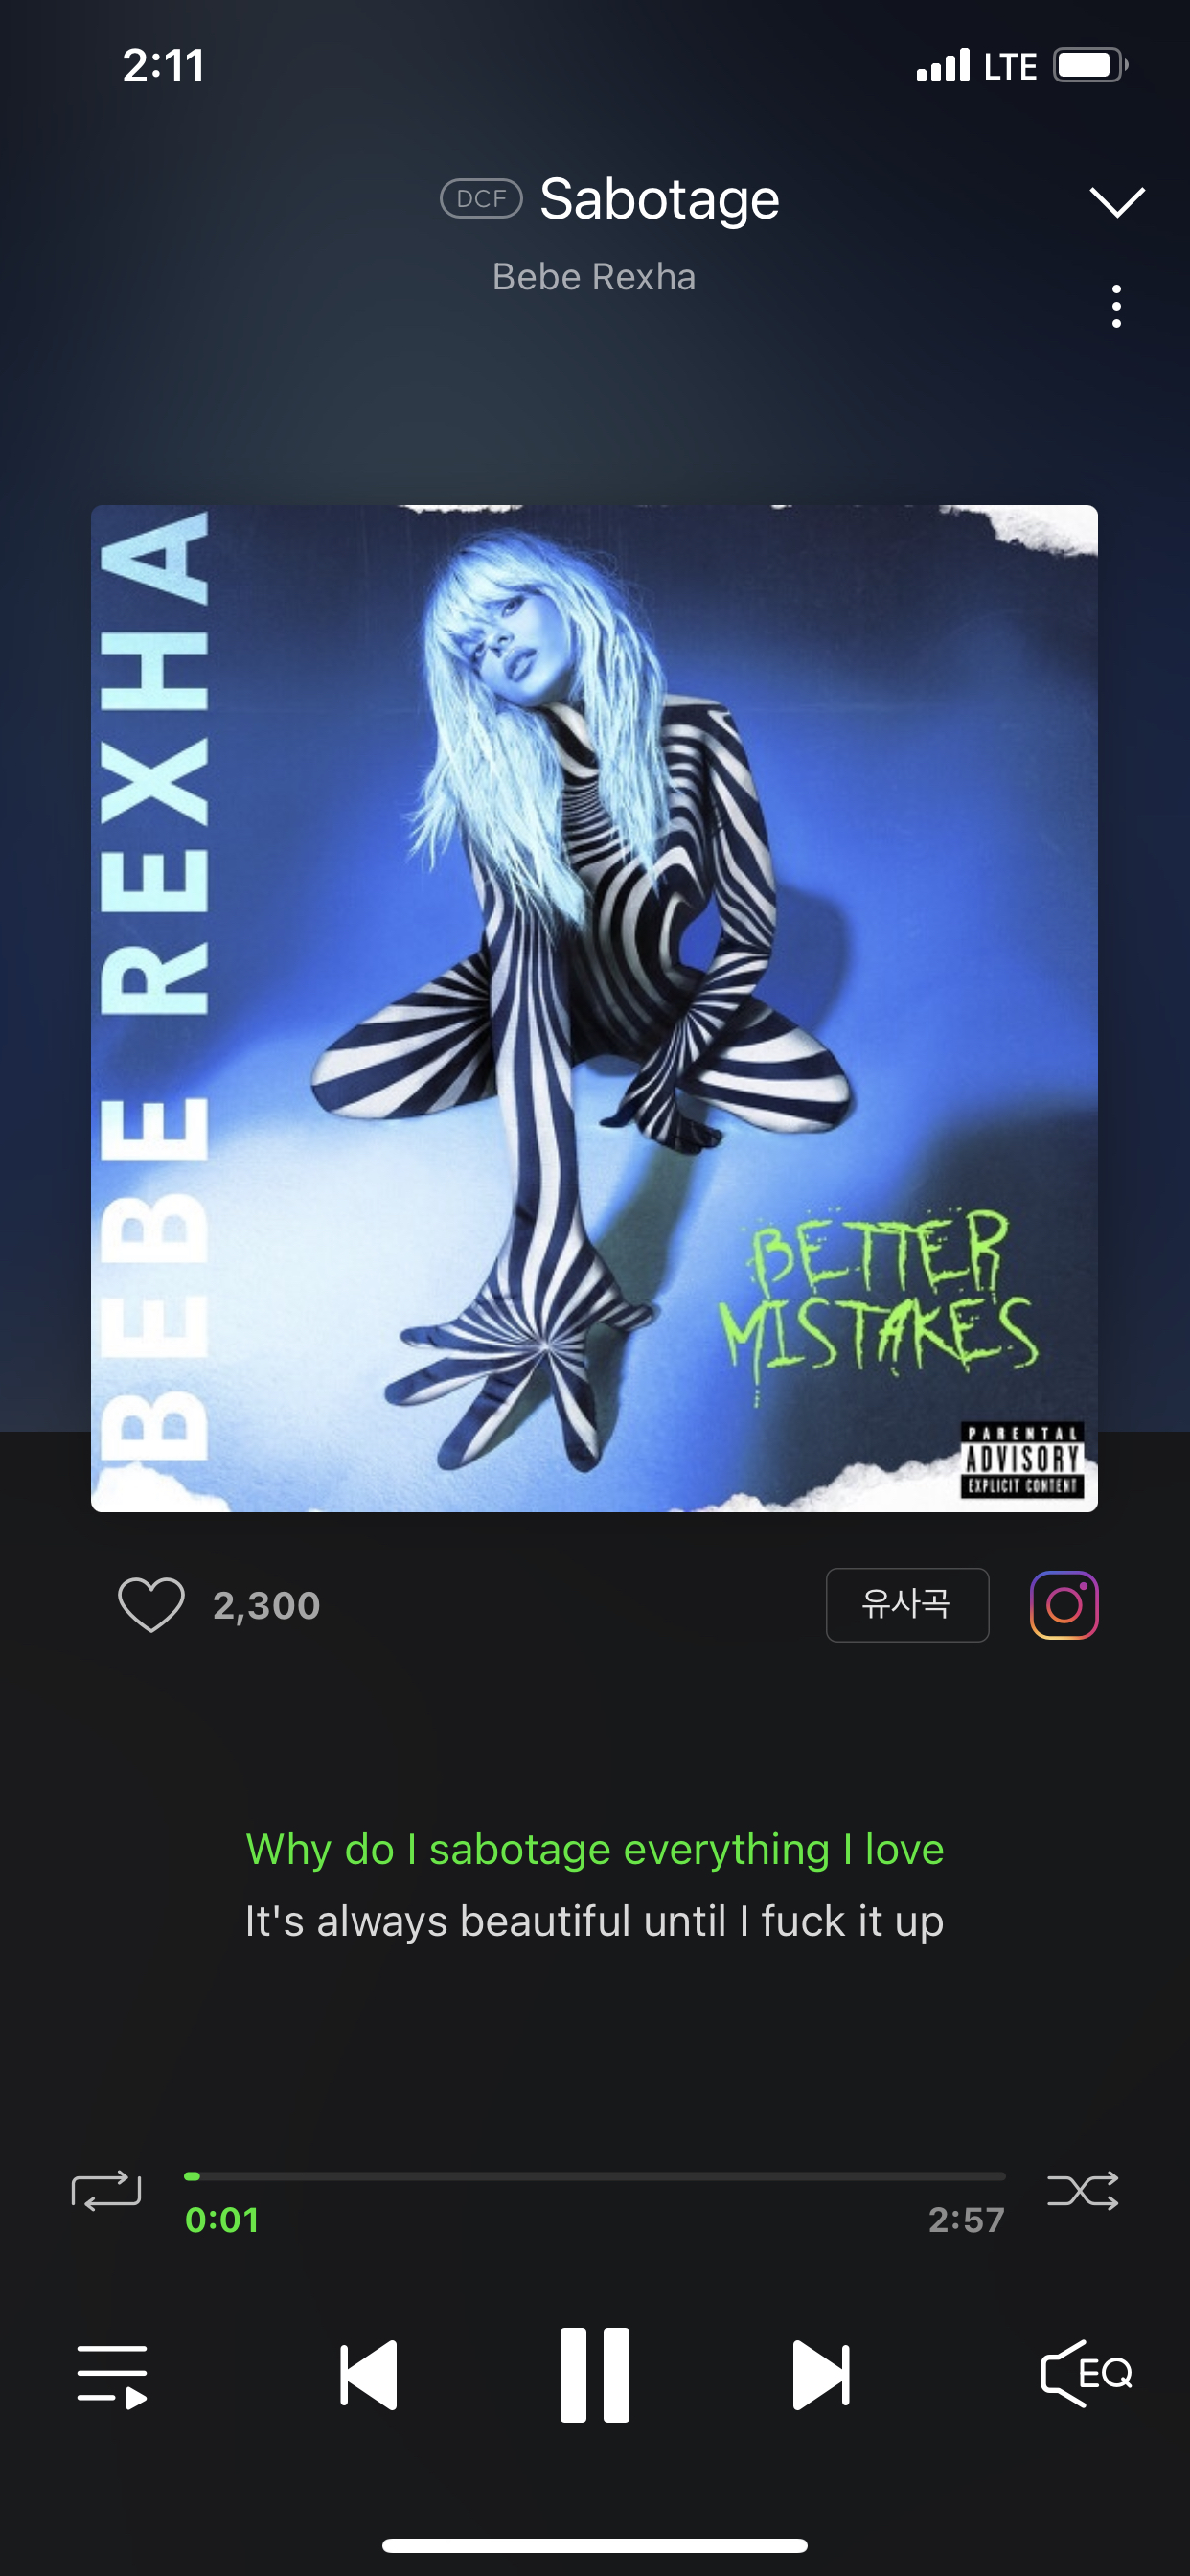 2:11
LTE
DCF Sabotage
Bebe Rexha
BEBE REXHA
BETTER
MISTAKES
PARENTAL
ADVISORY
EXPLICIT CONTENT
2,300
유사곡
Why do I sabotage everything I love
It's always beautiful until I fuck it up
0:01
2:57
EQ